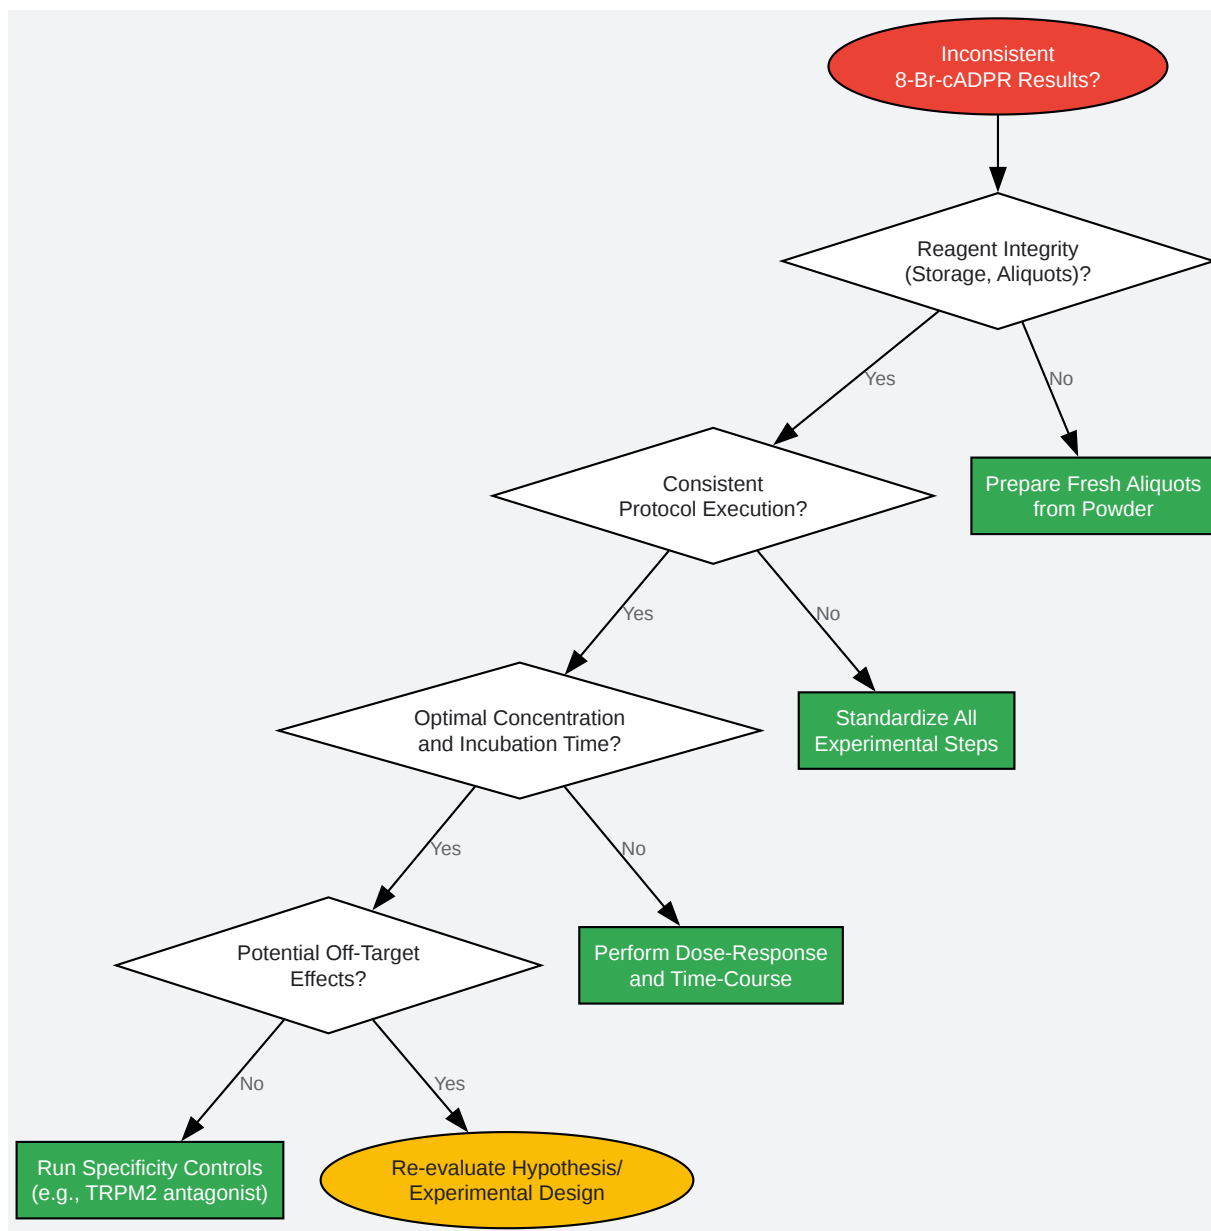 Inconsistent
8-Br-cADPR Results?
Reagent Integrity
(Storage, Aliquots)?
Yes
No
Consistent
Protocol Execution?
Prepare Fresh Aliquots
from Powder
Yes
No
Optimal Concentration
and Incubation Time?
Standardize All
Experimental Steps
Yes
No
Potential Off-Target
Effects?
Perform Dose-Response
and Time-Course
No
Yes
Run Specificity Controls
(e.g., TRPM2 antagonist)
Re-evaluate Hypothesis/
Experimental Design